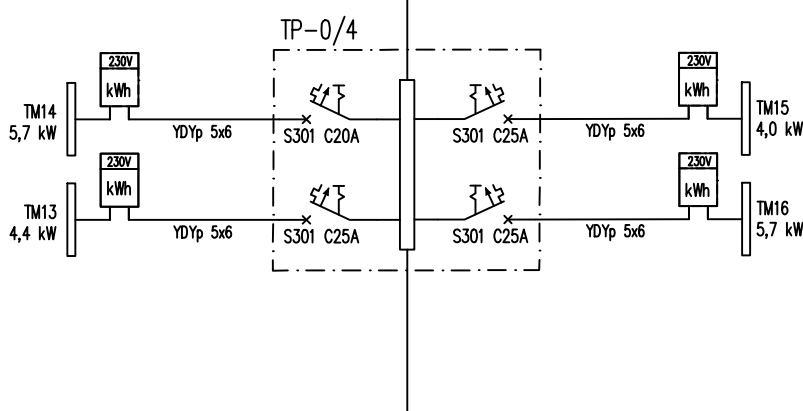 TP-0/4
230V
kWh
TM14
5,7 kW
YDYp 5x6
S301 C20A
S301 C25A
YDYp 5x6
230V
kWh
TM15
4,0 kW
230V
kWh
TM13
4,4 kW
YDYp 5x6
S301 C25A
S301 C25A
YDYp 5x6
230V
kWh
TM16
5,7 kW